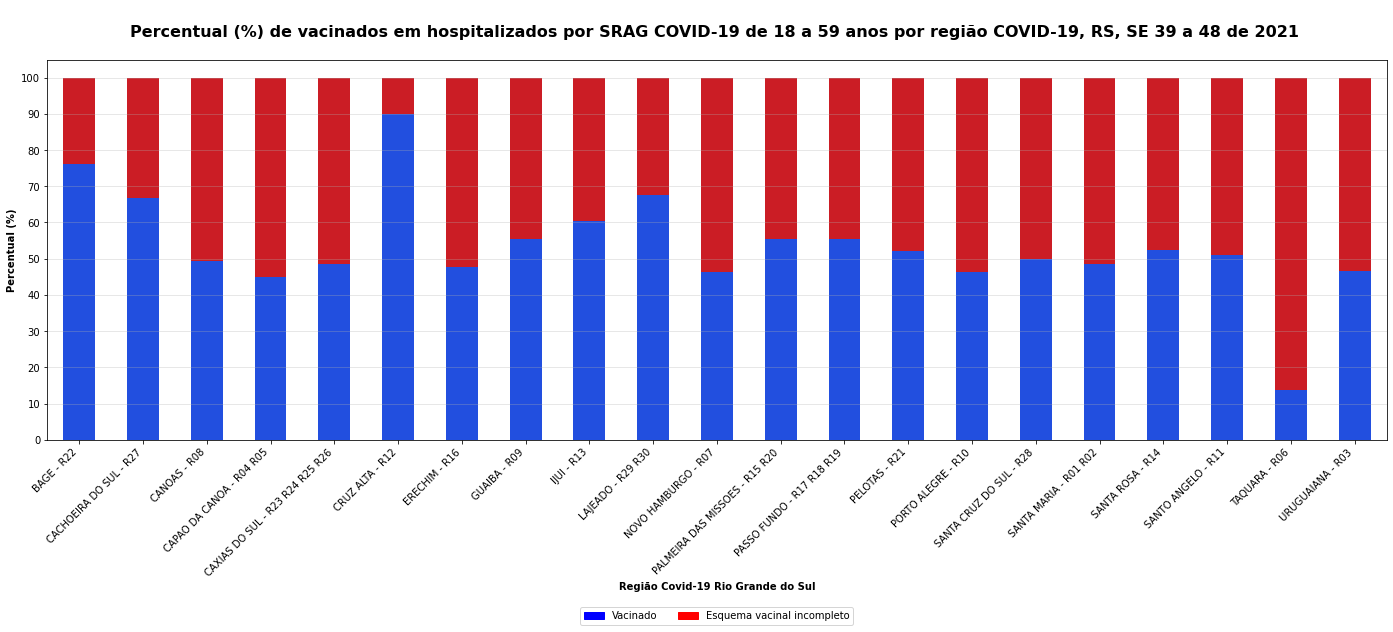 Percentual (%) de vacinados em hospitalizados por SRAG COVID-19 de 18 a 59 anos por região COVID-19, RS, SE 39 a 48 de 2021
Percentual (%)
100
90
80
70
60
50
40
30
20
10
0
BAGE - R22
CACHOEIRA DO SUL - R27
CANOAS - R08
CAPAO DA CANOA - R04 R05
CAXIAS DO SUL - R23 R24 R25 R26
CRUZ ALTA - R12
ERECHIM - R16
GUAIBA - R09
IJUI - R13
LAJEADO - R29 R30
NOVO HAMBURGO - R07
PALMEIRA DAS MISSOES - R15 R20
PASSO FUNDO - R17 R18 R19
PELOTAS - R21
PORTO ALEGRE - R10
SANTA CRUZ DO SUL - R28
SANTA MARIA - R01 R02
SANTA ROSA - R14
SANTO ANGELO - R11
TAQUARA - R06
URUGUAIANA - R03
Região Covid-19 Rio Grande do Sul
Vacinado
Esquema vacinal incompleto